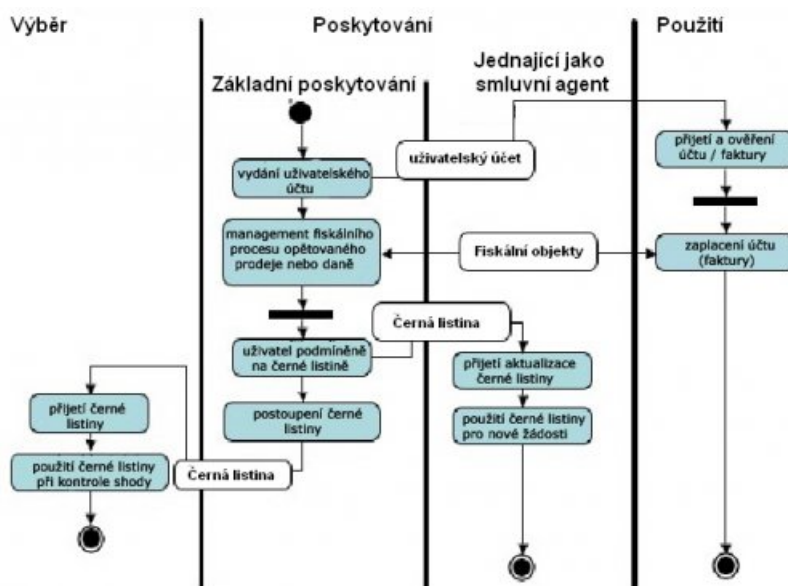 Výběr
Poskytování
Použití
Základní poskytování
Jednající jako
smluvní agent
vydání uživatelského
účtu
uživatelský účet
přijetí a ověření
účtu / faktury
management fiskálního
procesu opětovaného
prodeje nebo daně
Fiskální objekty
zaplacení účtu
(faktury)
uživatel podmíněně
na černé listině
Černá listina
přijetí aktualizace
černé listiny
postoupení černé
listiny
použití černé listiny
pro nové žádosti
přijetí černé
listiny
použití černé listiny
při kontrole shody
Černá listina